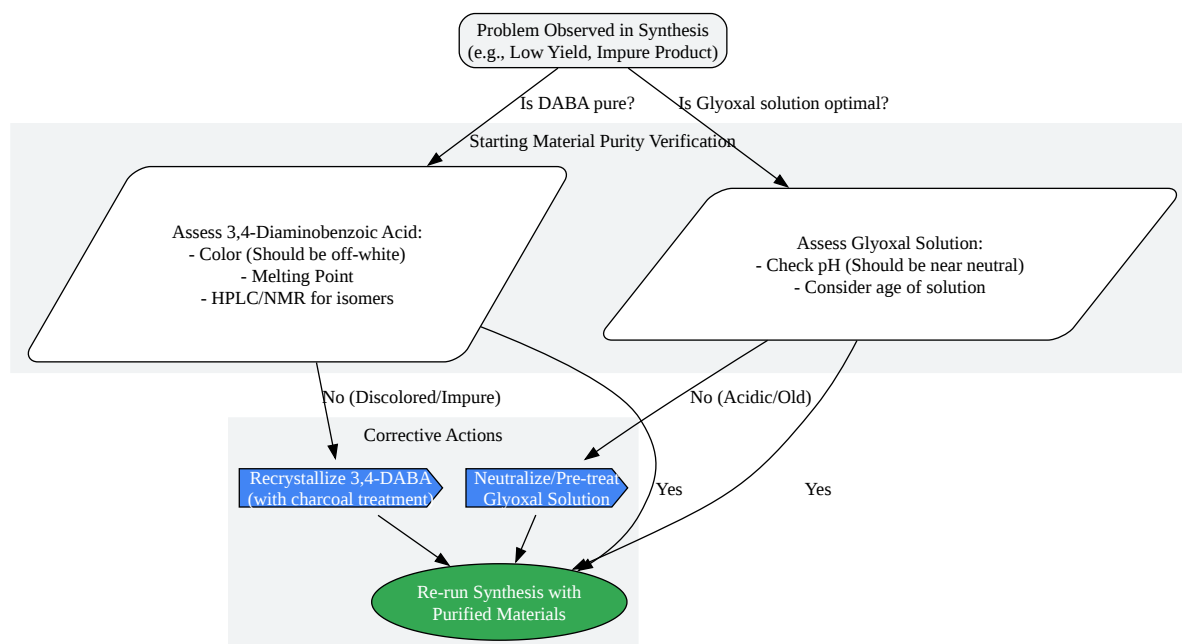 Problem Observed in Synthesis
(e.g., Low Yield, Impure Product)
Is DABA pure?
Is Glyoxal solution optimal?
Starting Material Purity Verification
Assess 3,4-Diaminobenzoic Acid:
- Color (Should be off-white)
- Melting Point
- HPLC/NMR for isomers
Assess Glyoxal Solution:
- Check pH (Should be near neutral)
- Consider age of solution
No (Discolored/Impure)
No (Acidic/Old)
Corrective Actions
Recrystallize 3,4-DABA
(with charcoal treatment)
Neutralize/Pre-treat
Glyoxal Solution
Yes
Yes
Re-run Synthesis with
Purified Materials